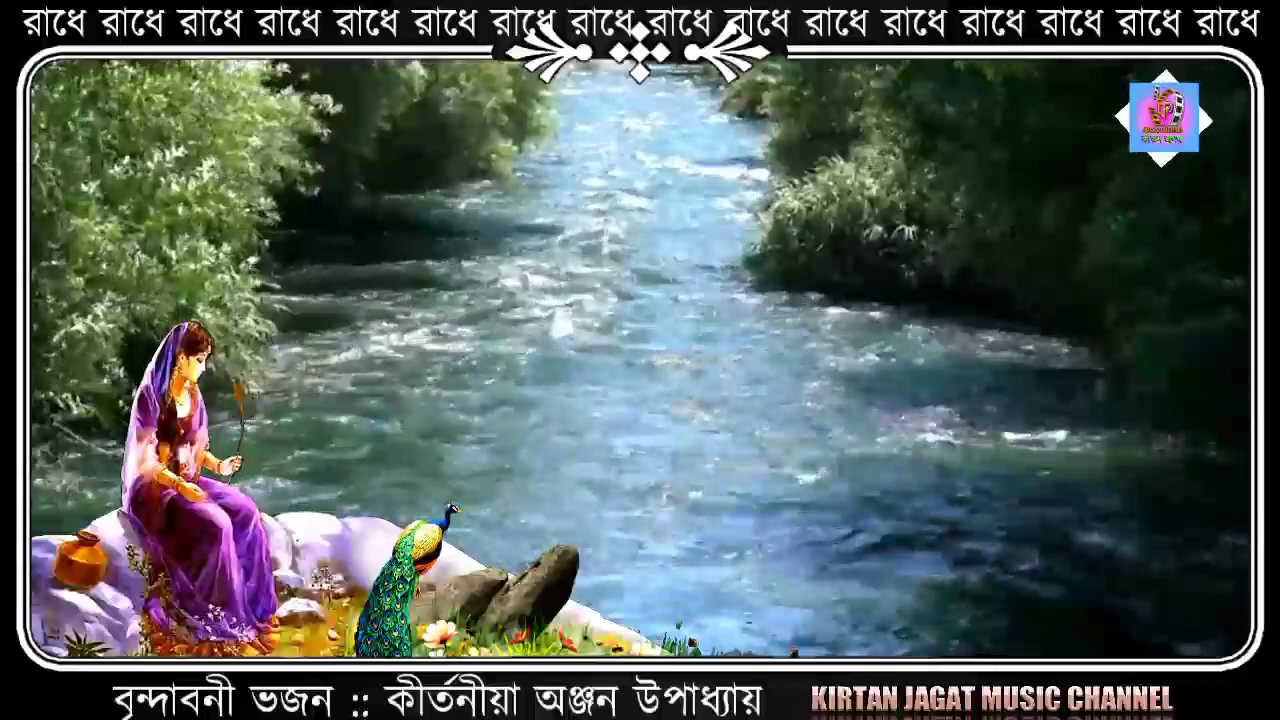 রাধে রাধে রাধে রাধে রাধে রাধে রাধে রাধে রাধে রাধে রাধে রাধে রাধে রাধে রাধে রাধে
বৃন্দাবনী ভজন :: কীর্তনীয়া অঞ্জন উপাধ্যায় KIRTAN JAGAT MUSIC CHANNEL